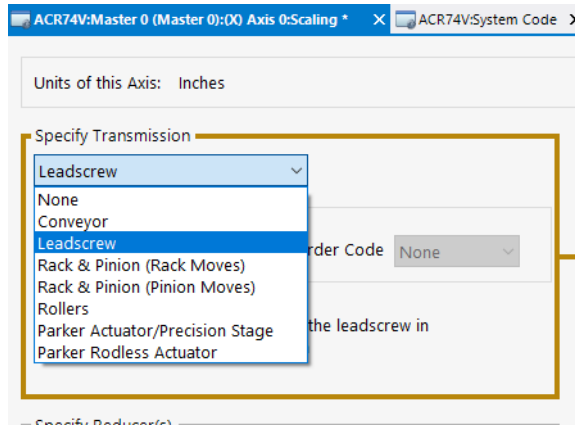 ACR74V:Master 0 (Master 0):(X) Axis 0:Scaling * X ACR74V:System Code X
Units of this Axis: Inches
Specify Transmission
Leadscrew
None
Conveyor
Leadscrew
Rack & Pinion (Rack Moves)
Rack & Pinion (Pinion Moves)
Rollers
Parker Actuator/Precision Stage
Parker Rodless Actuator
rder Code None
the leadscrew in
Specify Reducer(s)